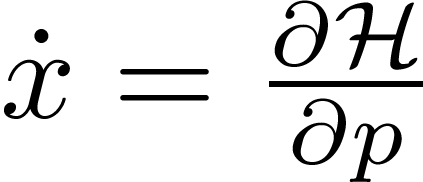 ẋ = ∂ℋ/∂p